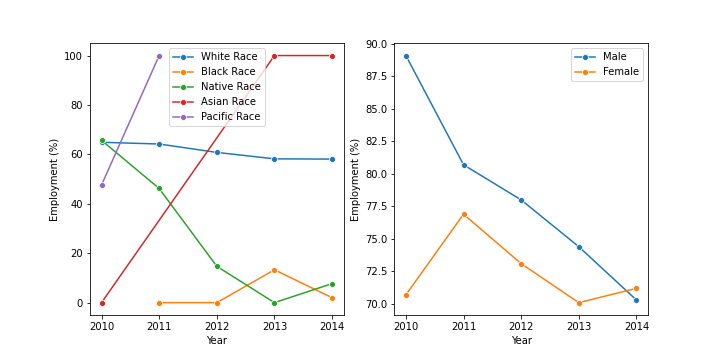 100
80
60
40
20
0
Employment (%)
2010 2011 2012 2013 2014
Year
White Race
Black Race
Native Race
Asian Race
Pacific Race
90.0
87.5
85.0
82.5
80.0
77.5
75.0
72.5
70.0
Employment (%)
2010 2011 2012 2013 2014
Year
Male
Female